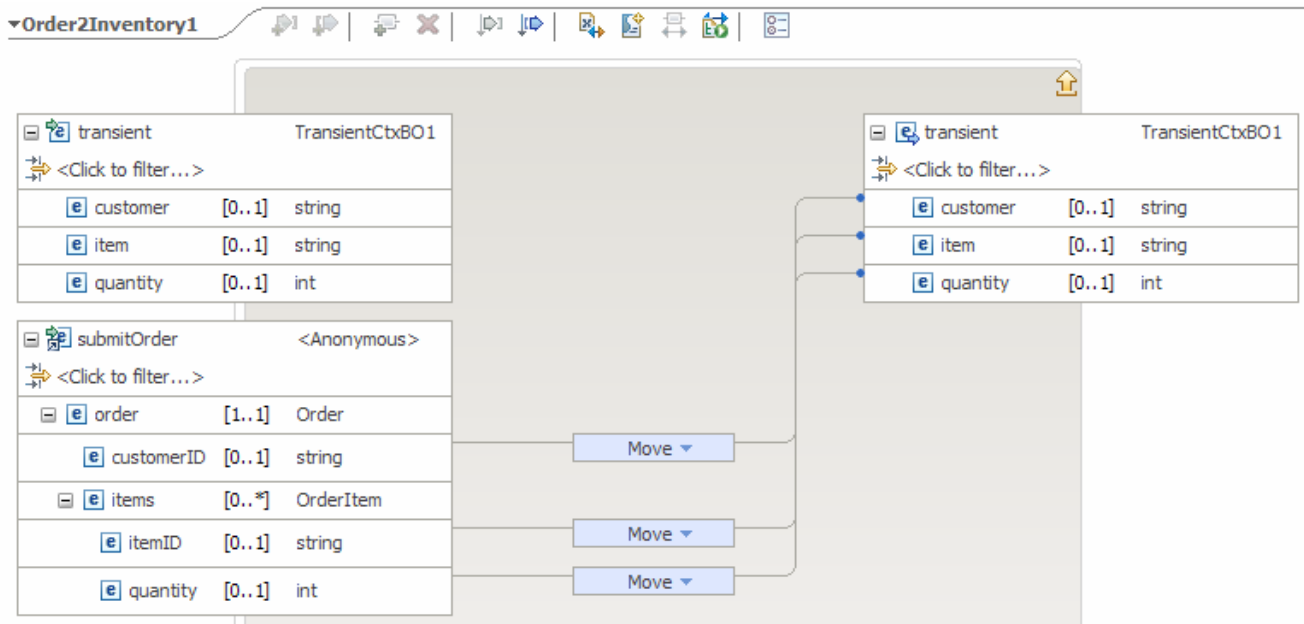 Order2Inventory1
transient TransientCtxBO1
<Click to filter...>
customer [0..1] string
item [0..1] string
quantity [0..1] int
submitOrder <Anonymous>
<Click to filter...>
order [1..1] Order
customerID [0..1] string
items [0..*] OrderItem
itemID [0..1] string
quantity [0..1] int
Move
Move
Move
transient TransientCtxBO1
<Click to filter...>
customer [0..1] string
item [0..1] string
quantity [0..1] int